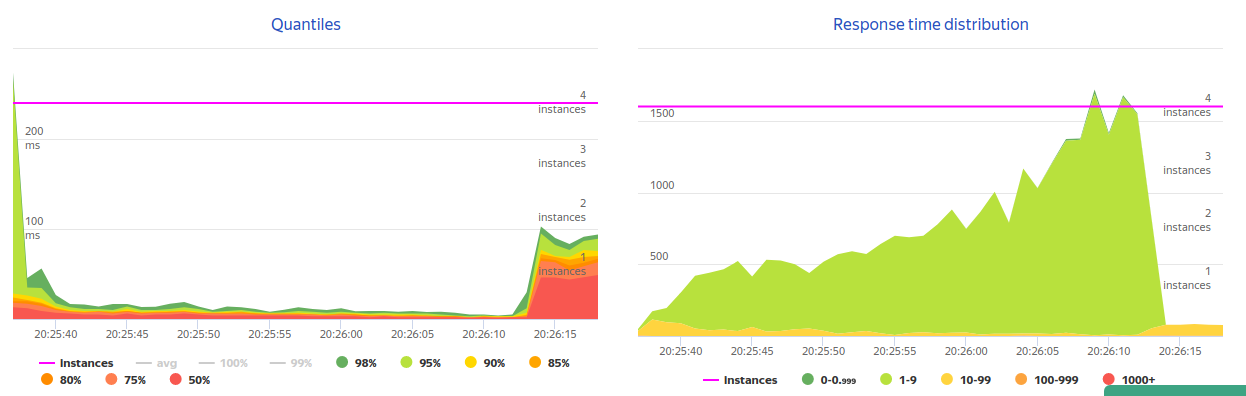 Quantiles
4
instances
200
ms
3
instances
2
instances
100
ms
1
instances
20:25:40 20:25:45 20:25:50 20:25:55 20:26:00 20:26:05 20:26:10 20:26:15
Instances avg 100% 99% 98% 95% 90% 85%
80% 75% 50%
Response time distribution
4
instances
1500
3
instances
1000
2
instances
500
1
instances
20:25:40 20:25:45 20:25:50 20:25:55 20:26:00 20:26:05 20:26:10 20:26:15
Instances 0-0.999 1-9 10-99 100-999 1000+